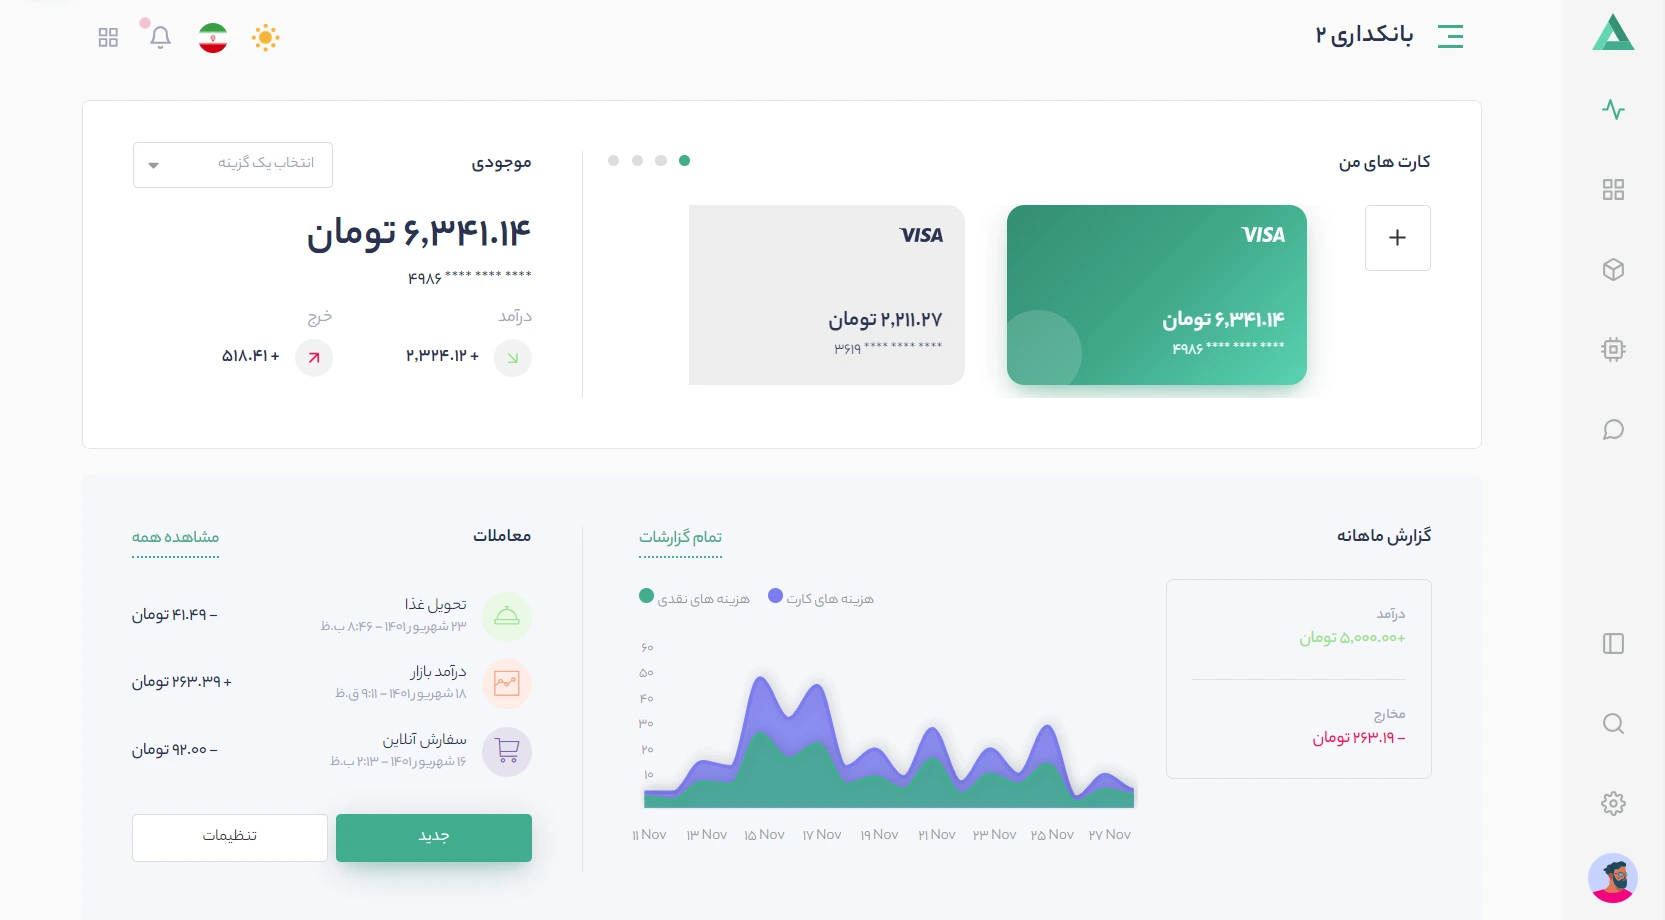 بانکداری ۲
کارت های من
VISA
۶,۳۴۱.۱۴ تومان
**** **** **** ۴۹۸۶
VISA
۲,۲۱۱.۲۷ تومان
**** **** **** ۳۶۱۹
موجودی
انتخاب یک گزینه
۶,۳۴۱.۱۴ تومان
**** **** **** ۴۹۸۶
درآمد
+ ۲,۳۲۴.۱۲
خرج
+ ۵۱۸.۴۱
گزارش ماهانه
تمام گزارشات
درآمد
+۵,۰۰۰.۰۰ تومان
مخارج
– ۲۶۳.۱۹ تومان
هزینه های کارت
هزینه های نقدی
۶۰
۵۰
۴۰
۳۰
۲۰
۱۰
۱۱ Nov
۱۳ Nov
۱۵ Nov
۱۷ Nov
۱۹ Nov
۲۱ Nov
۲۳ Nov
۲۵ Nov
۲۷ Nov
معاملات
مشاهده همه
تحویل غذا
۲۳ شهریور ۱۴۰۱ – ۸:۴۶ ب.ظ
– ۴۱.۴۹ تومان
درآمد بازار
۱۸ شهریور ۱۴۰۱ – ۹:۱۱ ق.ظ
+ ۲۶۳.۳۹ تومان
سفارش آنلاین
۱۶ شهریور ۱۴۰۱ – ۲:۱۳ ب.ظ
– ۹۲.۰۰ تومان
جدید
تنظیمات